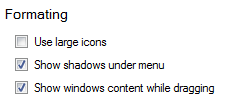 Formating
Use large icons
Show shadows under menu
Show windows content while dragging